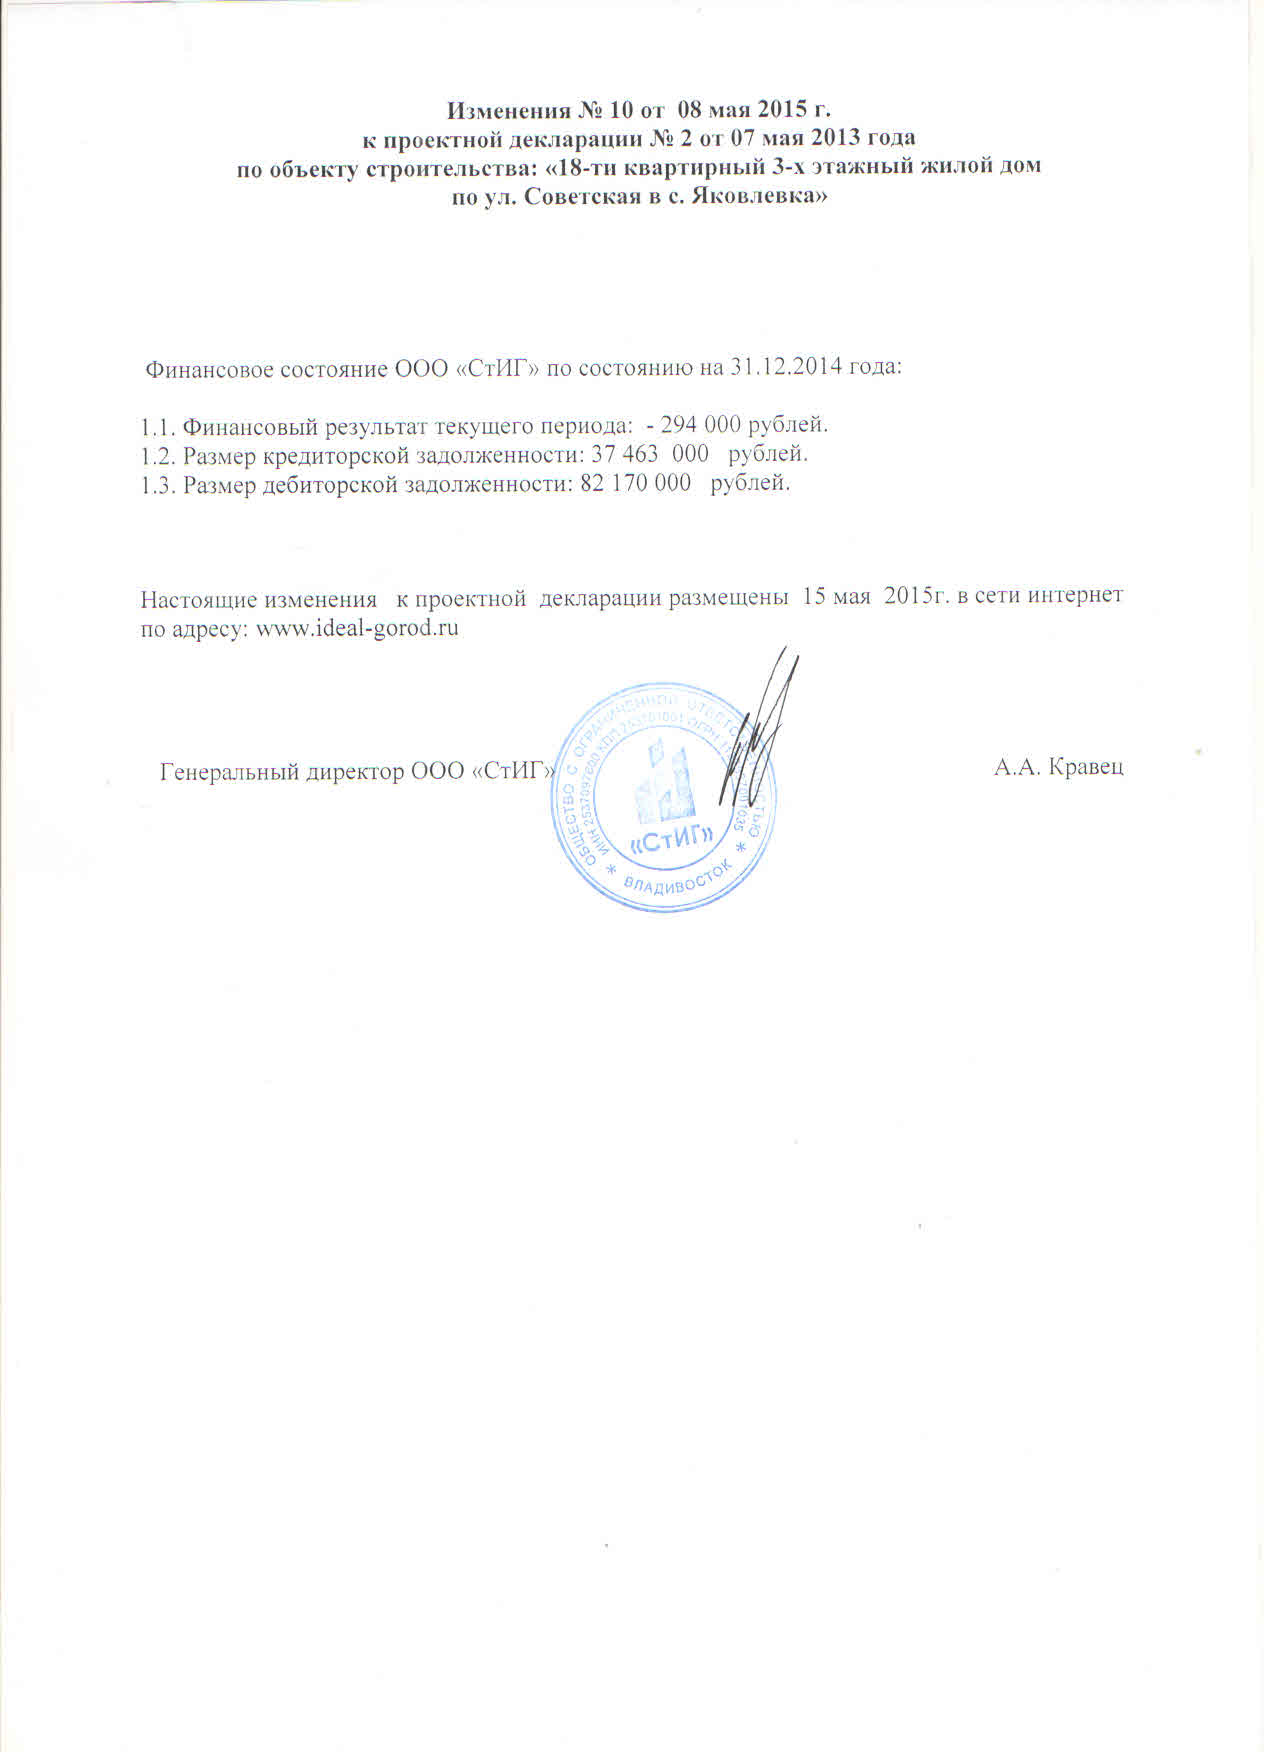 Изменения № 10 от 08 мая 2015 г.
к проектной декларации № 2 от 07 мая 2013 года
по объекту строительства: «18-ти квартирный 3-х этажный жилой дом
по ул. Советская в с. Яковлевка»
Финансовое состояние ООО «СтИГ» по состоянию на 31.12.2014 года:
1.1. Финансовый результат текущего периода: - 294 000 рублей.
1.2. Размер кредиторской задолженности: 37 463 000 рублей.
1.3. Размер дебиторской задолженности: 82 170 000 рублей.
Настоящие изменения к проектной декларации размещены 15 мая 2015г. в сети интернет
по адресу: www.ideal-gorod.ru
Генеральный директор ООО «СтИГ»
А.А. Кравец
ОБЩЕСТВО С ОГРАНИЧЕННОЙ
ИНН 2537097600 КПП 253701001 ОГРН
«СтИГ»
* ВЛАДИВОСТОК *